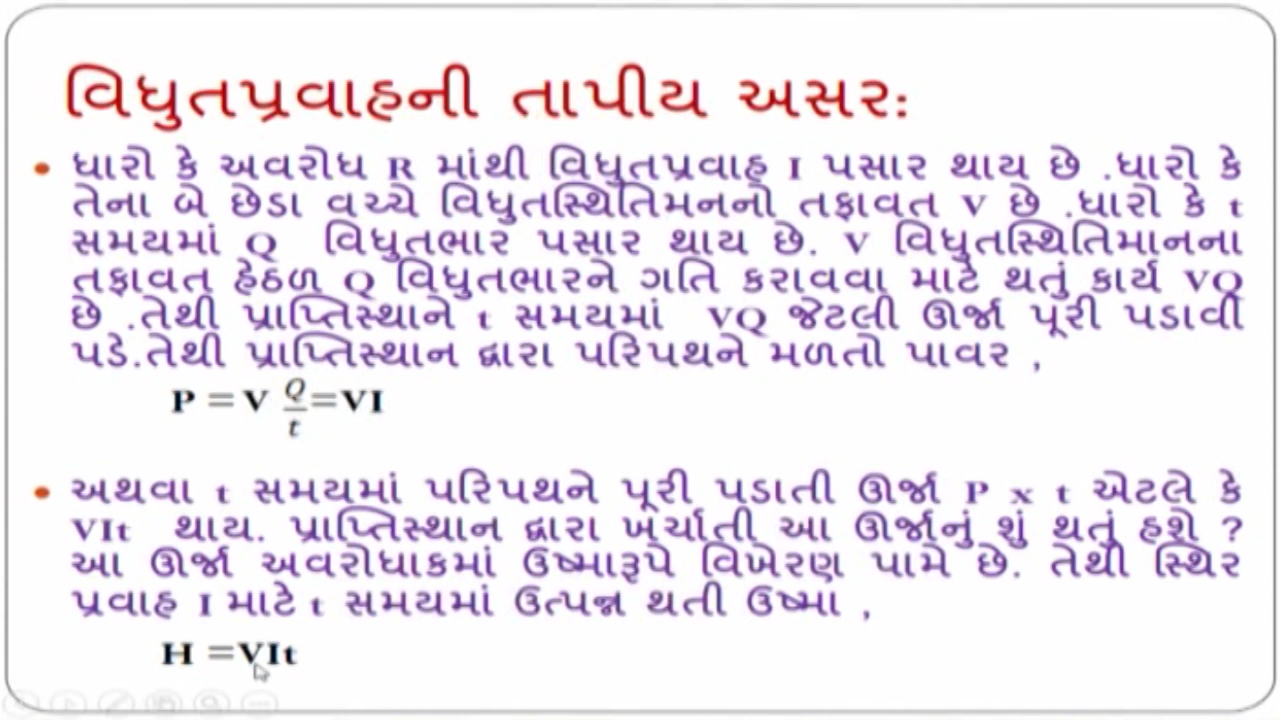 વિધુતપ્રવાહની તાપીય અસર:
• ધારો કે અવરોધ R માંથી વિધુતપ્રવાહ I પસાર થાય છે .ધારો કે
તેના બે છેડા વચ્ચે વિધુતસ્થિતિમનનો તફાવત V છે .ધારો કે t
સમયમાં Q વિધુતભાર પસાર થાય છે. V વિધુતસ્થિતિમાનના
તફાવત હેઠળ Q વિધુતભારને ગતિ કરાવવા માટે થતું કાર્ય VQ
છે .તેથી પ્રાપ્તિસ્થાને t સમયમાં VQ જેટલી ઊર્જા પૂરી પડાવી
પડે.તેથી પ્રાપ્તિસ્થાન દ્વારા પરિપથને મળતો પાવર ,
P = V Q/t = VI
• અથવા t સમયમાં પરિપથને પૂરી પડાતી ઊર્જા P x t એટલે કે
VIt થાય. પ્રાપ્તિસ્થાન દ્વારા ખર્ચાતી આ ઊર્જાનું શું થતું હશે ?
આ ઊર્જા અવરોધાકમાં ઉષ્મારૂપે વિખેરણ પામે છે. તેથી સ્થિર
પ્રવાહ I માટે t સમયમાં ઉત્પન્ન થતી ઉષ્મા ,
H =VIt